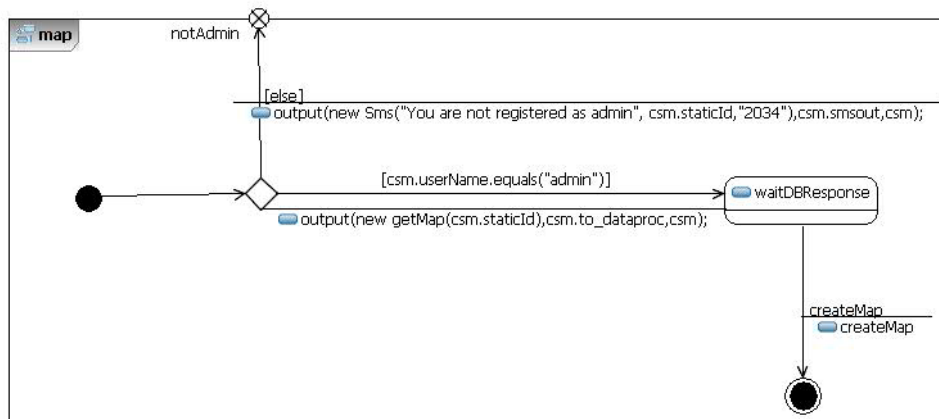 map
notAdmin
[else]
output(new Sms("You are not registered as admin", csm.staticId,"2034"),csm.smsout,csm);
[csm.userName.equals("admin")]
waitDBResponse
output(new getMap(csm.staticId),csm.to_dataproc,csm);
createMap
createMap